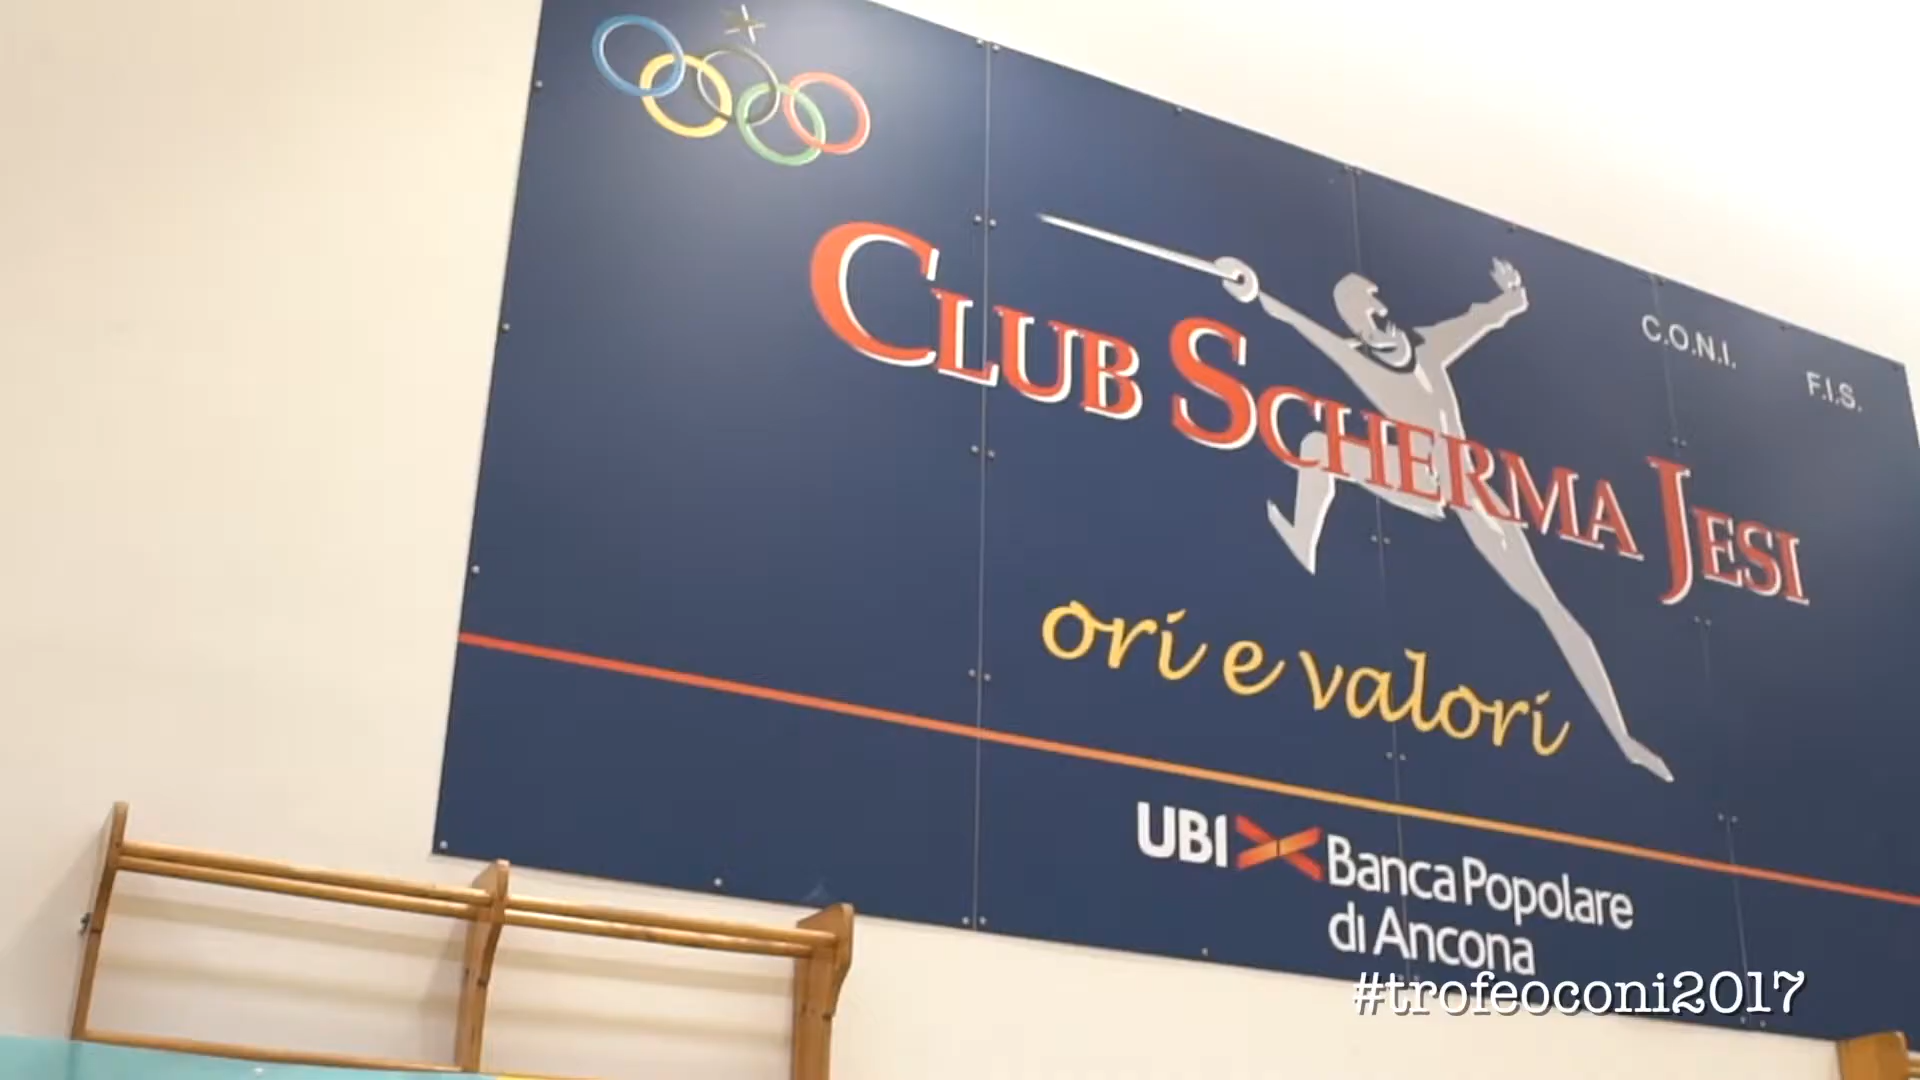 CLUB SCHERMA JESI
C.O.N.I.
F.I.S.
ori e valori
UBI Banca Popolare
di Ancona
#trofeoconi2017